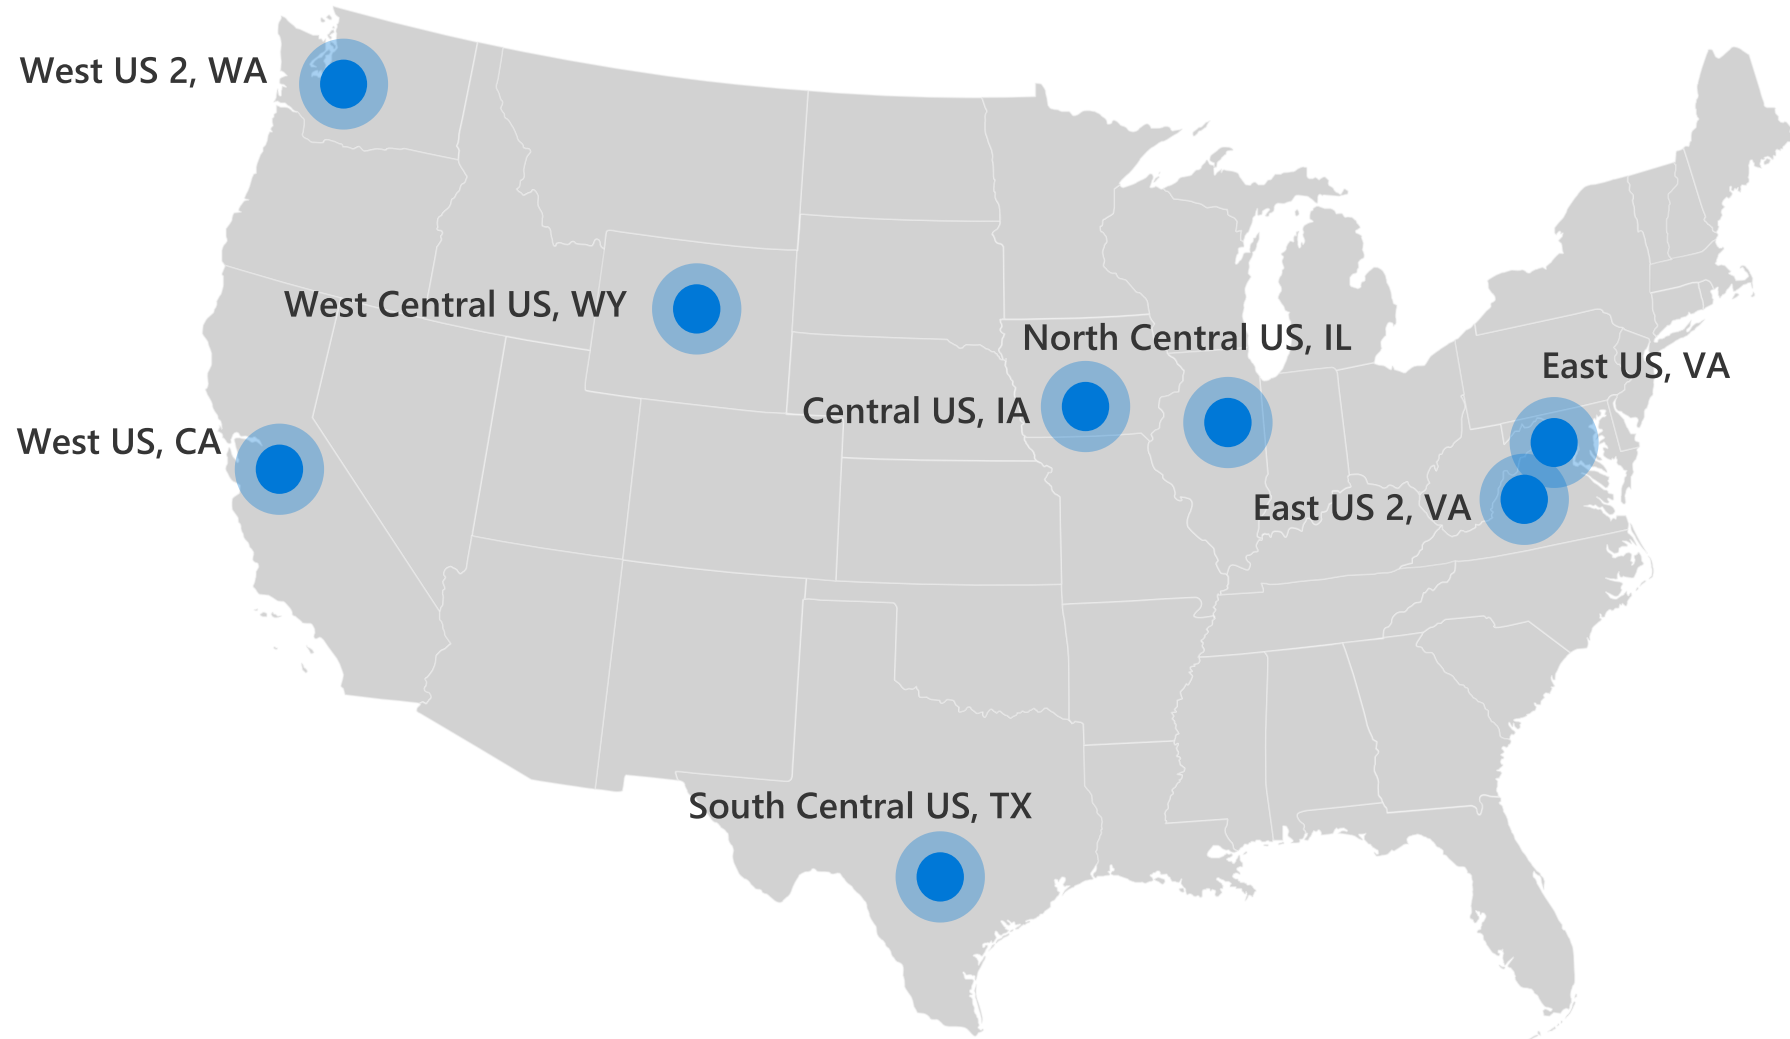 West US 2, WA
West Central US, WY
North Central US, IL
East US, VA
Central US, IA
West US, CA
East US 2, VA
South Central US, TX